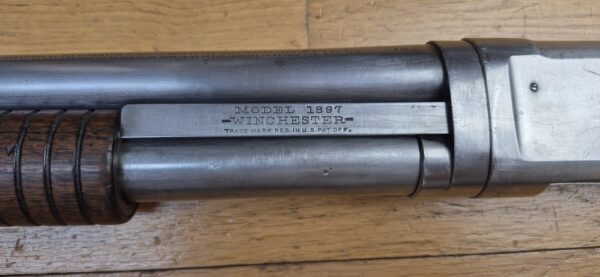 MODEL 1897
-WINCHESTER-
TRADE MARK REG. IN U.S. PAT. OFF.